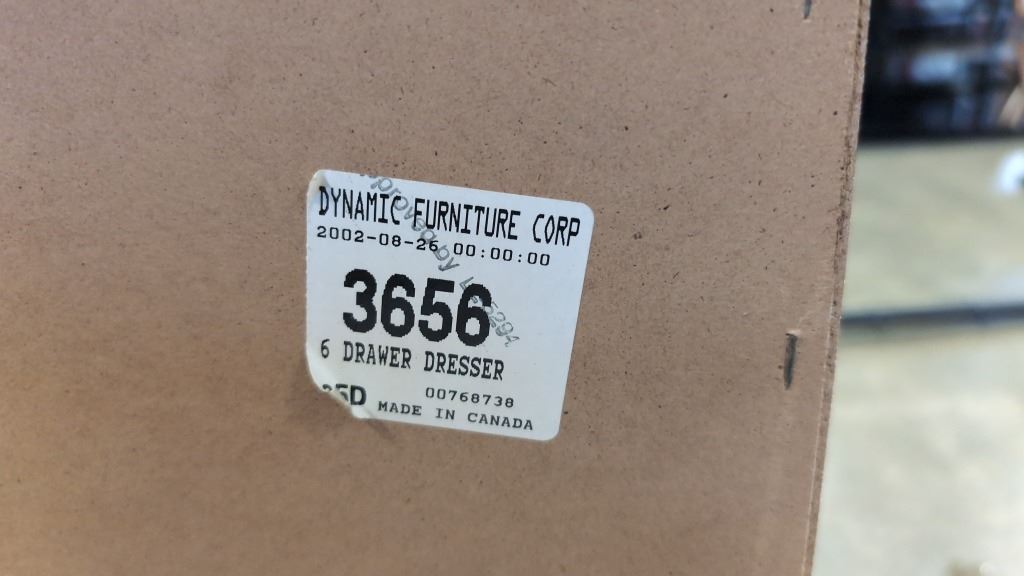 DYNAMIC FURNITURE CORP
2002-08-26 00:00:00
3656
6 DRAWER DRESSER
00768738
MADE IN CANADA